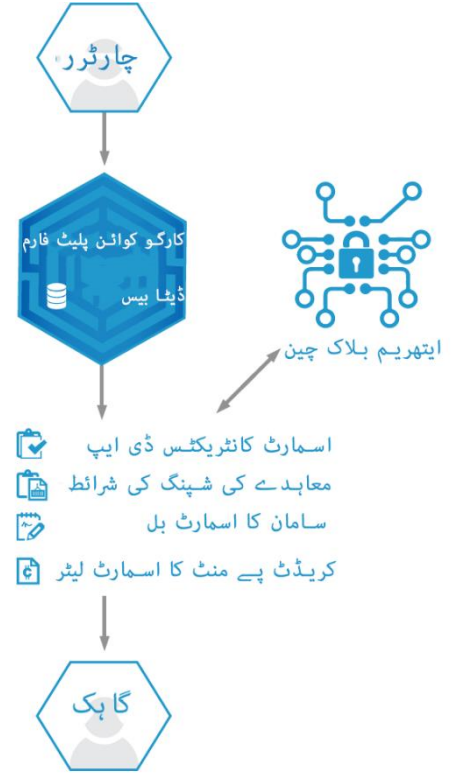 چارٹرر
کارگو کوائن پلیٹ فارم
ڈیٹا بیس
ایتھریم بلاک چین
اسمارٹ کانٹریکٹس ڈی ایپ
معاہدے کی شپنگ کی شرائط
سامان کا اسمارٹ بل
کریڈٹ پے منٹ کا اسمارٹ لیٹر
گاہک